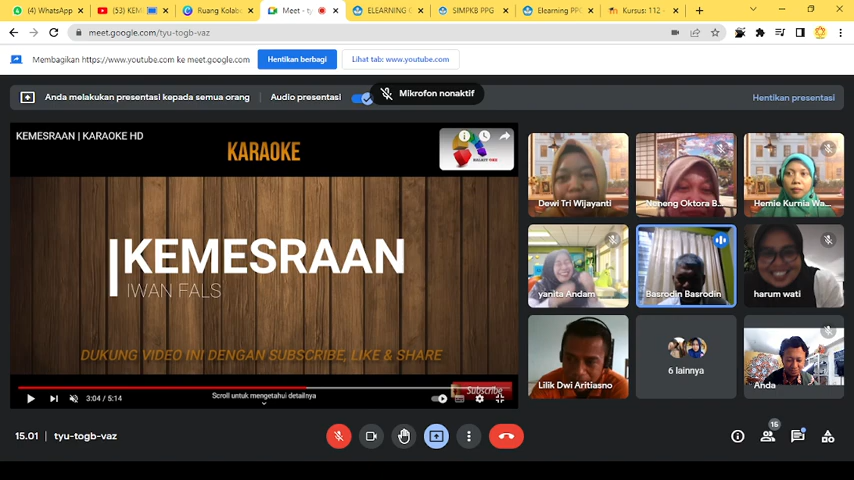 (4) WhatsApp
(53) KEM
Ruang Kolab
Meet - ty
ELEARNING
SIMPKB PPG
Elearning PP
Kursus: 112 -
meet.google.com/tyu-togb-vaz
Membagikan https://www.youtube.com ke meet.google.com
Hentikan berbagi
Lihat tab: www.youtube.com
Anda melakukan presentasi kepada semua orang
Audio presentasi
Mikrofon nonaktif
Hentikan presentasi
KEMESRAAN | KARAOKE HD
KARAOKE
KEMESRAAN
IWAN FALS
DUKUNG VIDEO INI DENGAN SUBSCRIBE, LIKE & SHARE
Subscribe
3:04 / 5:14
Scroll untuk mengetahui detailnya
Dewi Tri Wijayanti
Neneng Oktora B...
Hemie Kurnia Wa...
yanita Andam
Basrodin Basrodin
harum wati
Lilik Dwi Aritiasno
6 lainnya
Anda
15.01 | tyu-togb-vaz
15